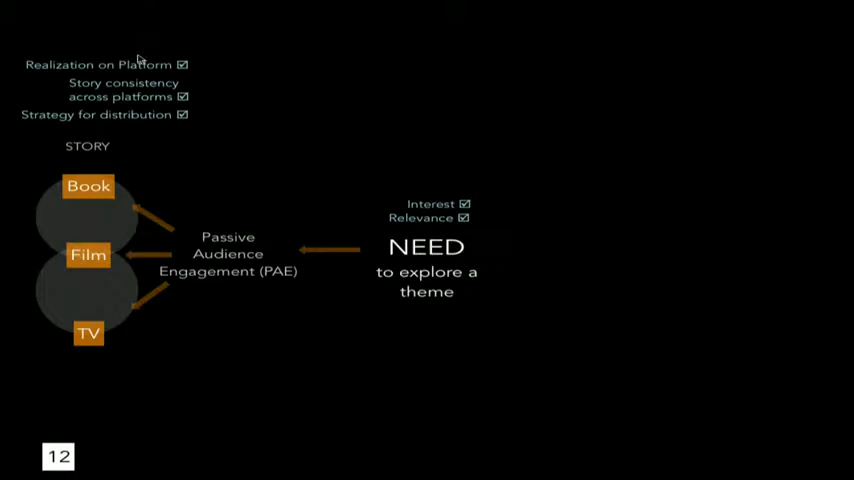 Realization on Platform ☑
Story consistency
across platforms ☑
Strategy for distribution ☑
STORY
Book
Film
TV
Passive
Audience
Engagement (PAE)
Interest ☑
Relevance ☑
NEED
to explore a
theme
12